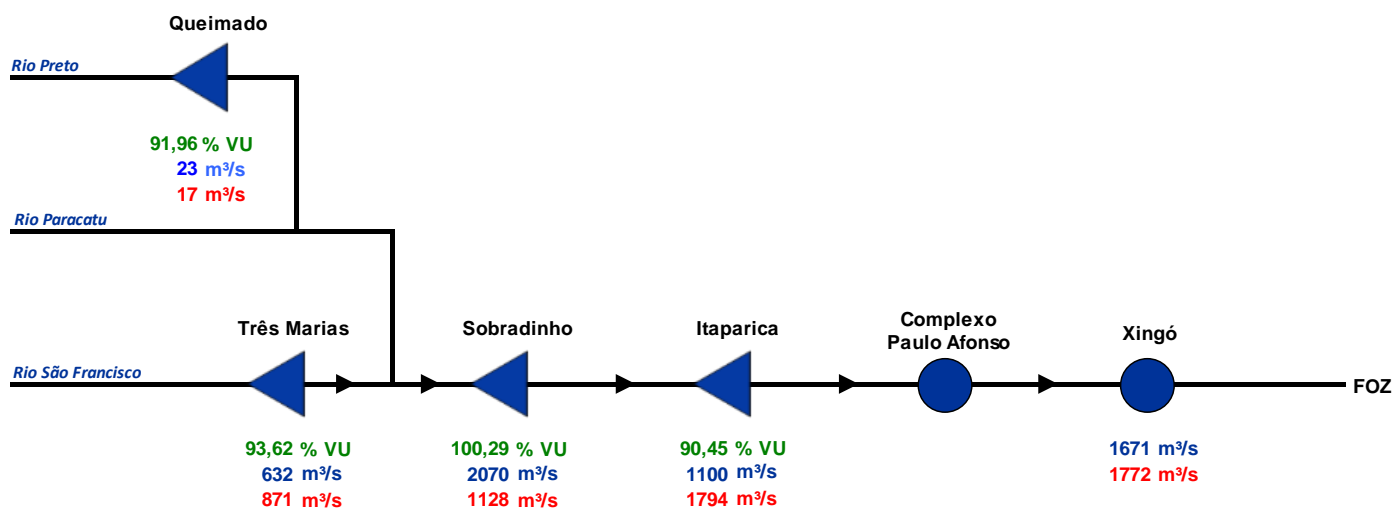 Queimado
Rio Preto
91,96 % VU
23 m³/s
17 m³/s
Rio Paracatu
Três Marias
Sobradinho
Itaparica
Complexo
Paulo Afonso
Xingó
Rio São Francisco
FOZ
93,62 % VU
632 m³/s
871 m³/s
100,29 % VU
2070 m³/s
1128 m³/s
90,45 % VU
1100 m³/s
1794 m³/s
1671 m³/s
1772 m³/s